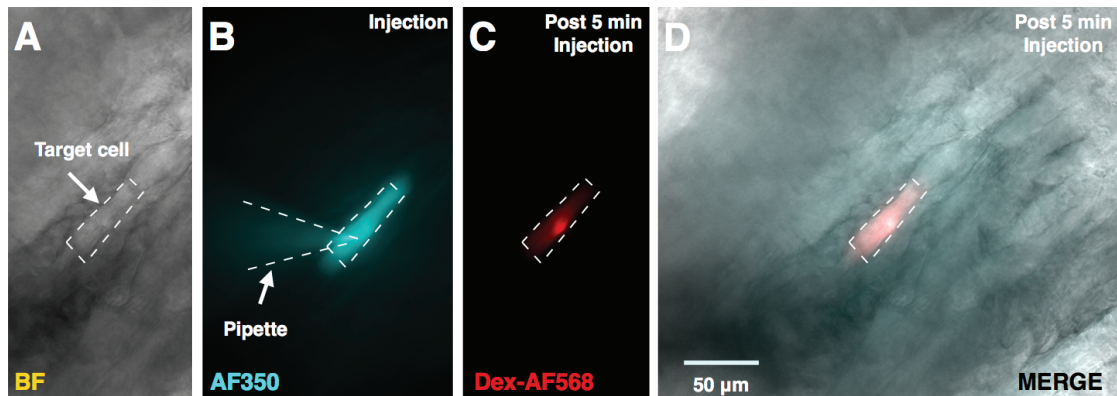 A
Target cell
BF
B
Injection
Pipette
AF350
C
Post 5 min
Injection
Dex-AF568
D
Post 5 min
Injection
50 µm
MERGE